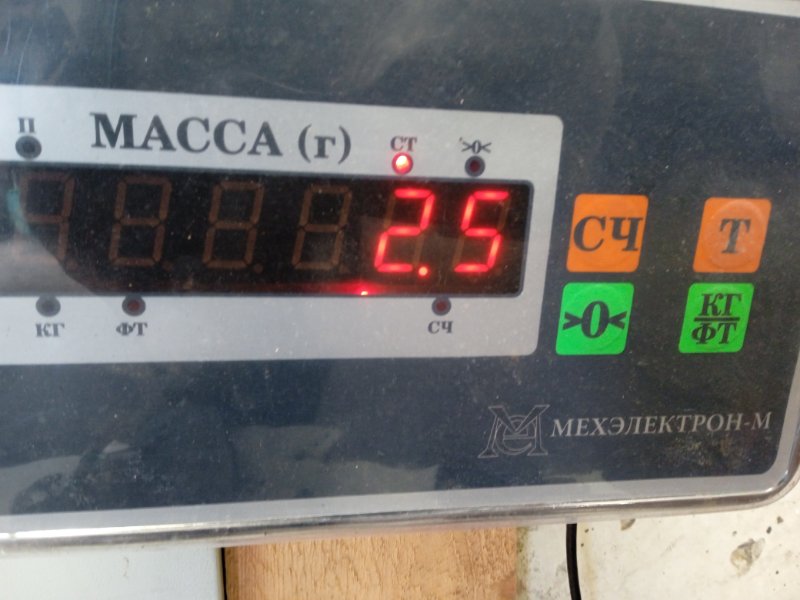 П
МАССА (г)
СТ
>0<
2.5
КГ
ФТ
СЧ
СЧ
Т
>0<
КГ
ФТ
МЕХЭЛЕКТРОН-М